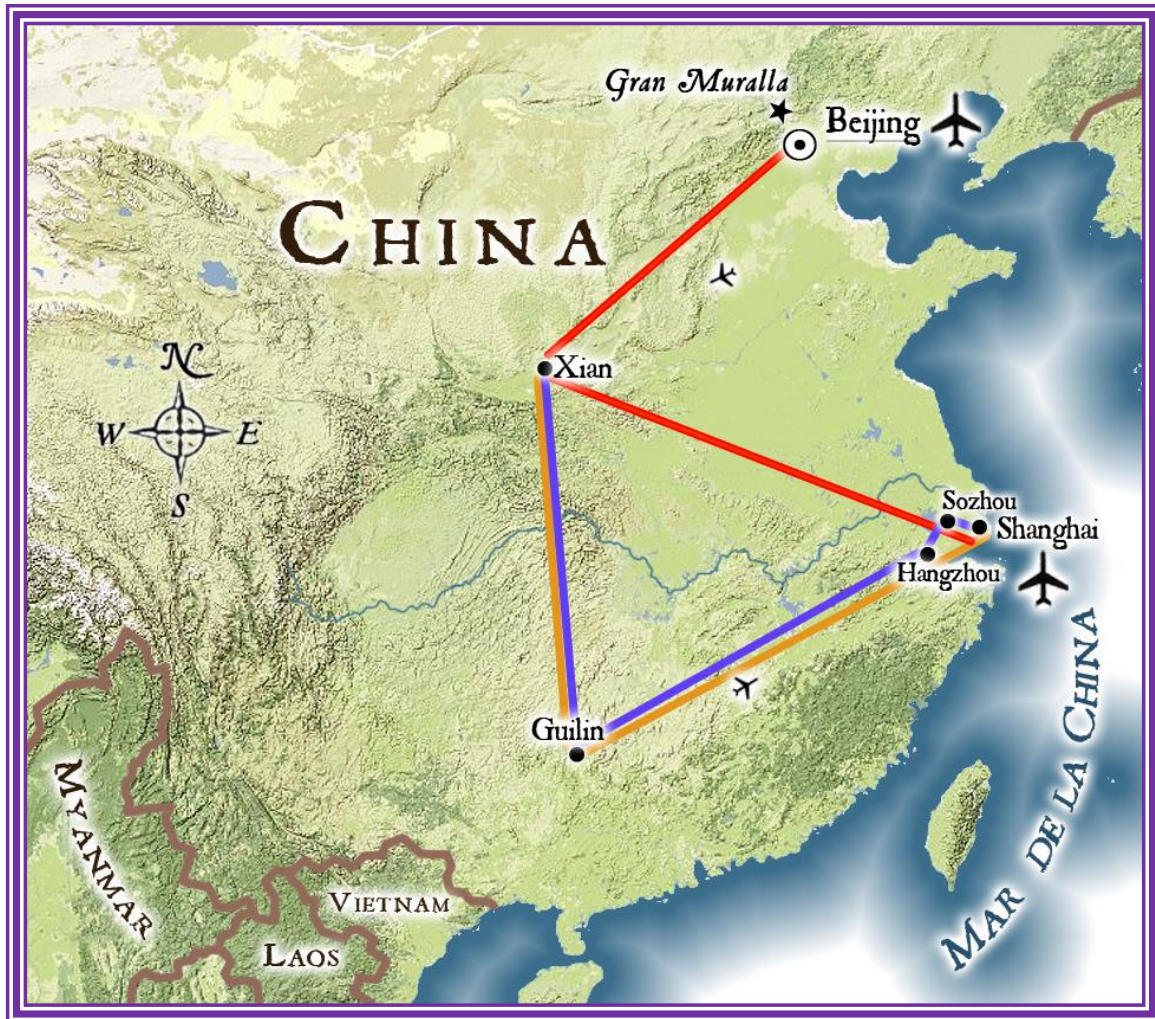 Gran Muralla
Beijing
CHINA
Xian
N
W E
S
Sozhou
Shanghai
Hangzhou
Guilin
MYANMAR
VIETNAM
LAOS
MAR DE LA CHINA